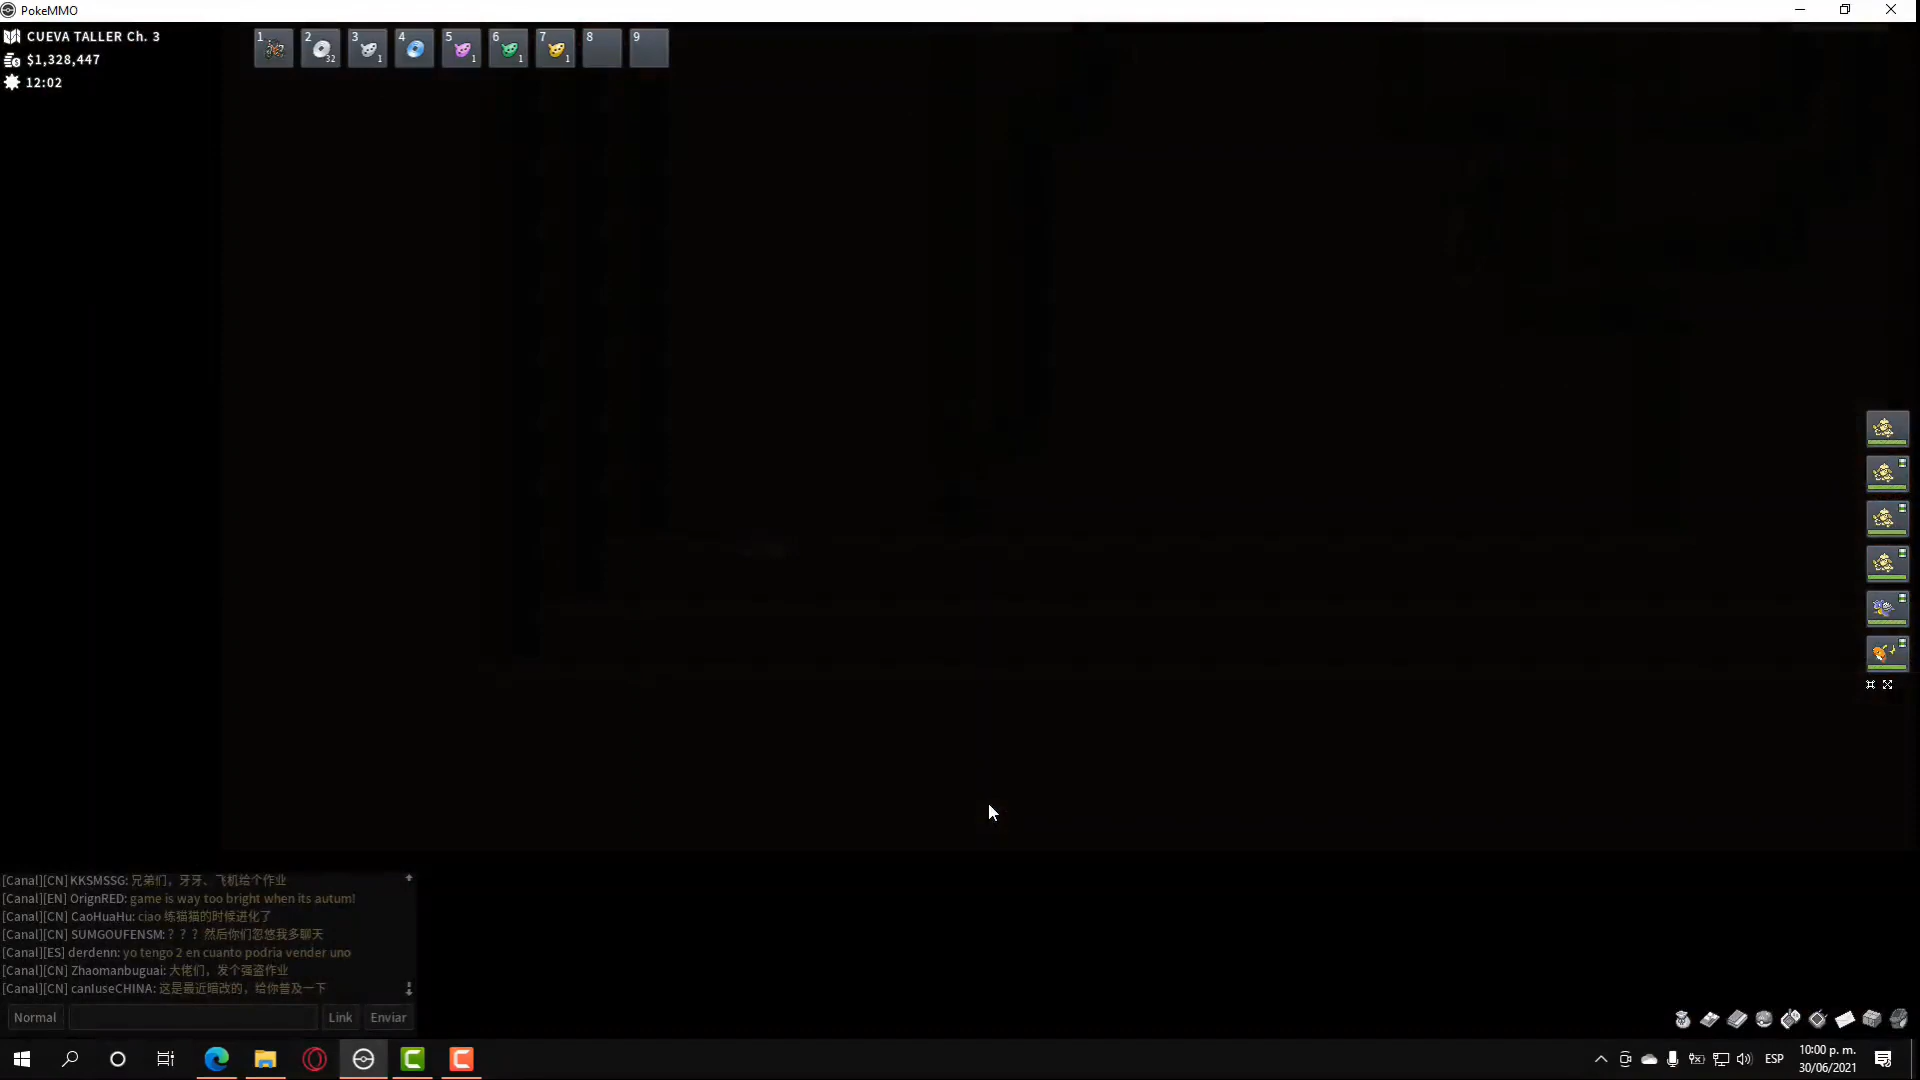 PokeMMO
CUEVA TALLER Ch. 3
$1,328,447
12:02
1 2 3 4 5 6 7 8 9
32 1 1 1 1
[Canal][CN] KKSMSSG: 兄弟们，牙牙、飞机给个作业
[Canal][EN] OrignRED: game is way too bright when its autum!
[Canal][CN] CaoHuaHu: ciao 练猫猫的时候进化了
[Canal][CN] SUMGOUFENSM: ？？？然后你们忽悠我多聊天
[Canal][ES] derdenn: yo tengo 2 en cuanto podria vender uno
[Canal][CN] Zhaomanbuguai: 大佬们，发个强盗作业
[Canal][CN] canIuseCHINA: 这是最近暗改的，给你普及一下
Normal Link Enviar
ESP
10:00 p. m.
30/06/2021